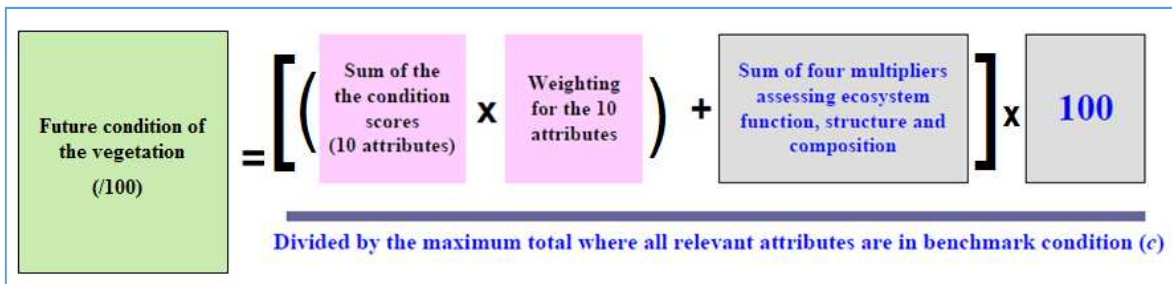 Future condition of
the vegetation
(/100)
=
[
(
Sum of the
the condition
scores
(10 attributes)
x
Weighting
for the 10
attributes
)
+
Sum of four multipliers
assessing ecosystem
function, structure and
composition
]
x
100
Divided by the maximum total where all relevant attributes are in benchmark condition (c)